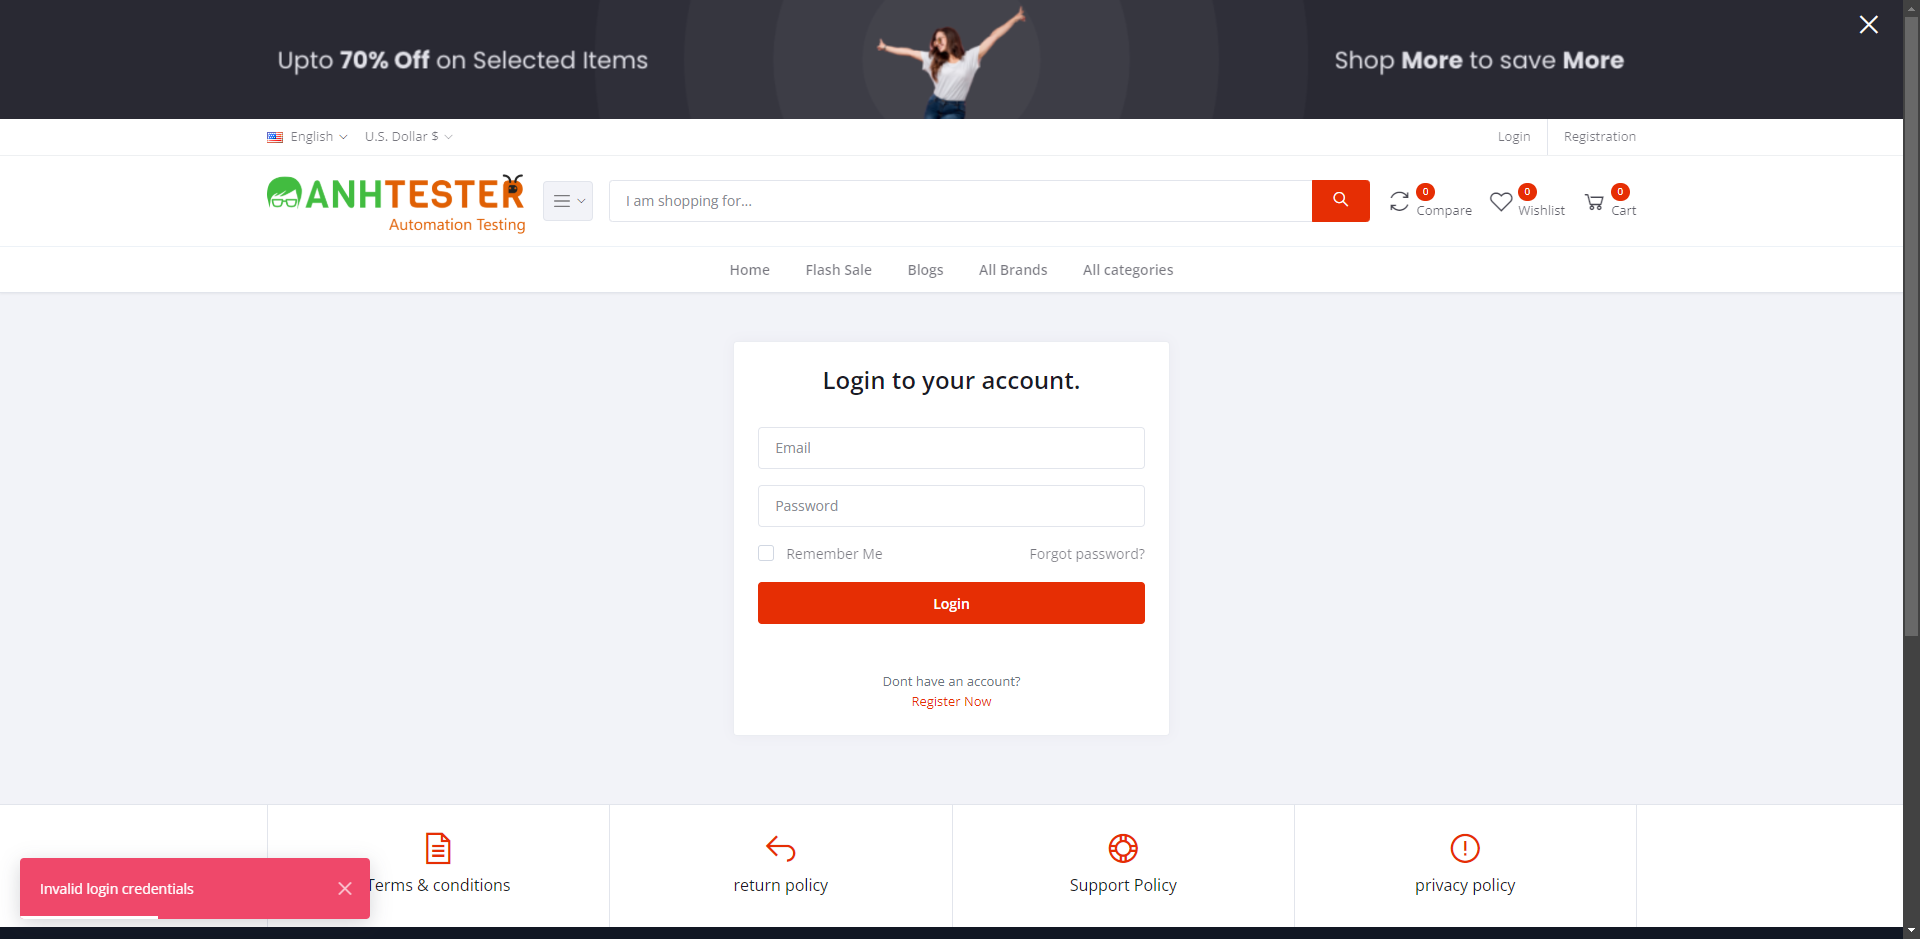 Upto 70% Off on Selected Items
Shop More to save More
English
U.S. Dollar $
Login
Registration
ANHTESTER
Automation Testing
I am shopping for...
0
Compare
0
Wishlist
0
Cart
Home
Flash Sale
Blogs
All Brands
All categories
Login to your account.
Email
Password
Remember Me
Forgot password?
Login
Dont have an account?
Register Now
Terms & conditions
return policy
Support Policy
privacy policy
Invalid login credentials